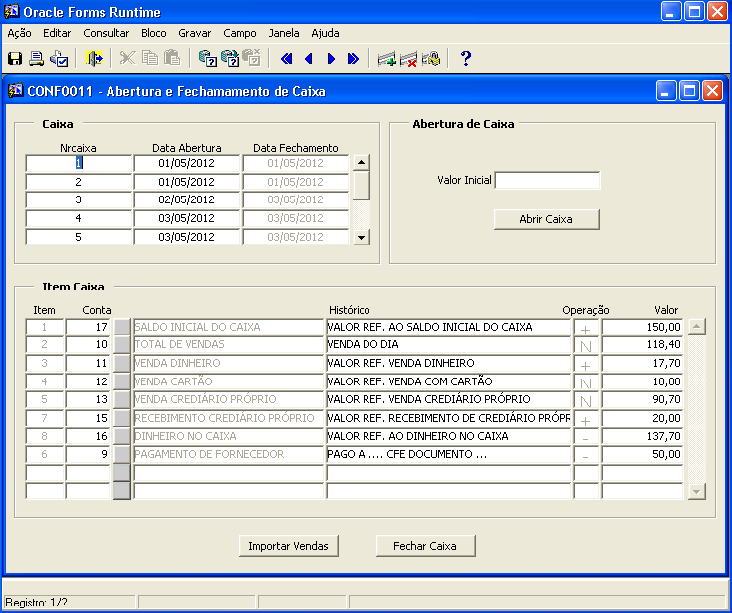 Oracle Forms Runtime
Ação Editar Consultar Bloco Gravar Campo Janela Ajuda
CONF0011 - Abertura e Fechamamento de Caixa
Caixa
Nrcaixa Data Abertura Data Fechamento
1 01/05/2012 01/05/2012
2 01/05/2012 01/05/2012
3 02/05/2012 03/05/2012
4 03/05/2012 03/05/2012
5 03/05/2012 03/05/2012
Abertura de Caixa
Valor Inicial
Abrir Caixa
Item Caixa
Item Conta Histórico Operação Valor
1 17 SALDO INICIAL DO CAIXA VALOR REF. AO SALDO INICIAL DO CAIXA + 150,00
2 10 TOTAL DE VENDAS VENDA DO DIA N 118,40
3 11 VENDA DINHEIRO VALOR REF. VENDA DINHEIRO + 17,70
4 12 VENDA CARTÃO VALOR REF. VENDA COM CARTÃO N 10,00
5 13 VENDA CREDIÁRIO PRÓPRIO VALOR REF. VENDA CREDIÁRIO PRÓPRIO N 90,70
7 15 RECEBIMENTO CREDIÁRIO PRÓPRIO VALOR REF. RECEBIMENTO DE CREDIÁRIO PRÓPR + 20,00
8 16 DINHEIRO NO CAIXA VALOR REF. AO DINHEIRO NO CAIXA - 137,70
6 9 PAGAMENTO DE FORNECEDOR PAGO A .... CFE DOCUMENTO ... - 50,00
Importar Vendas Fechar Caixa
Registro: 1/?